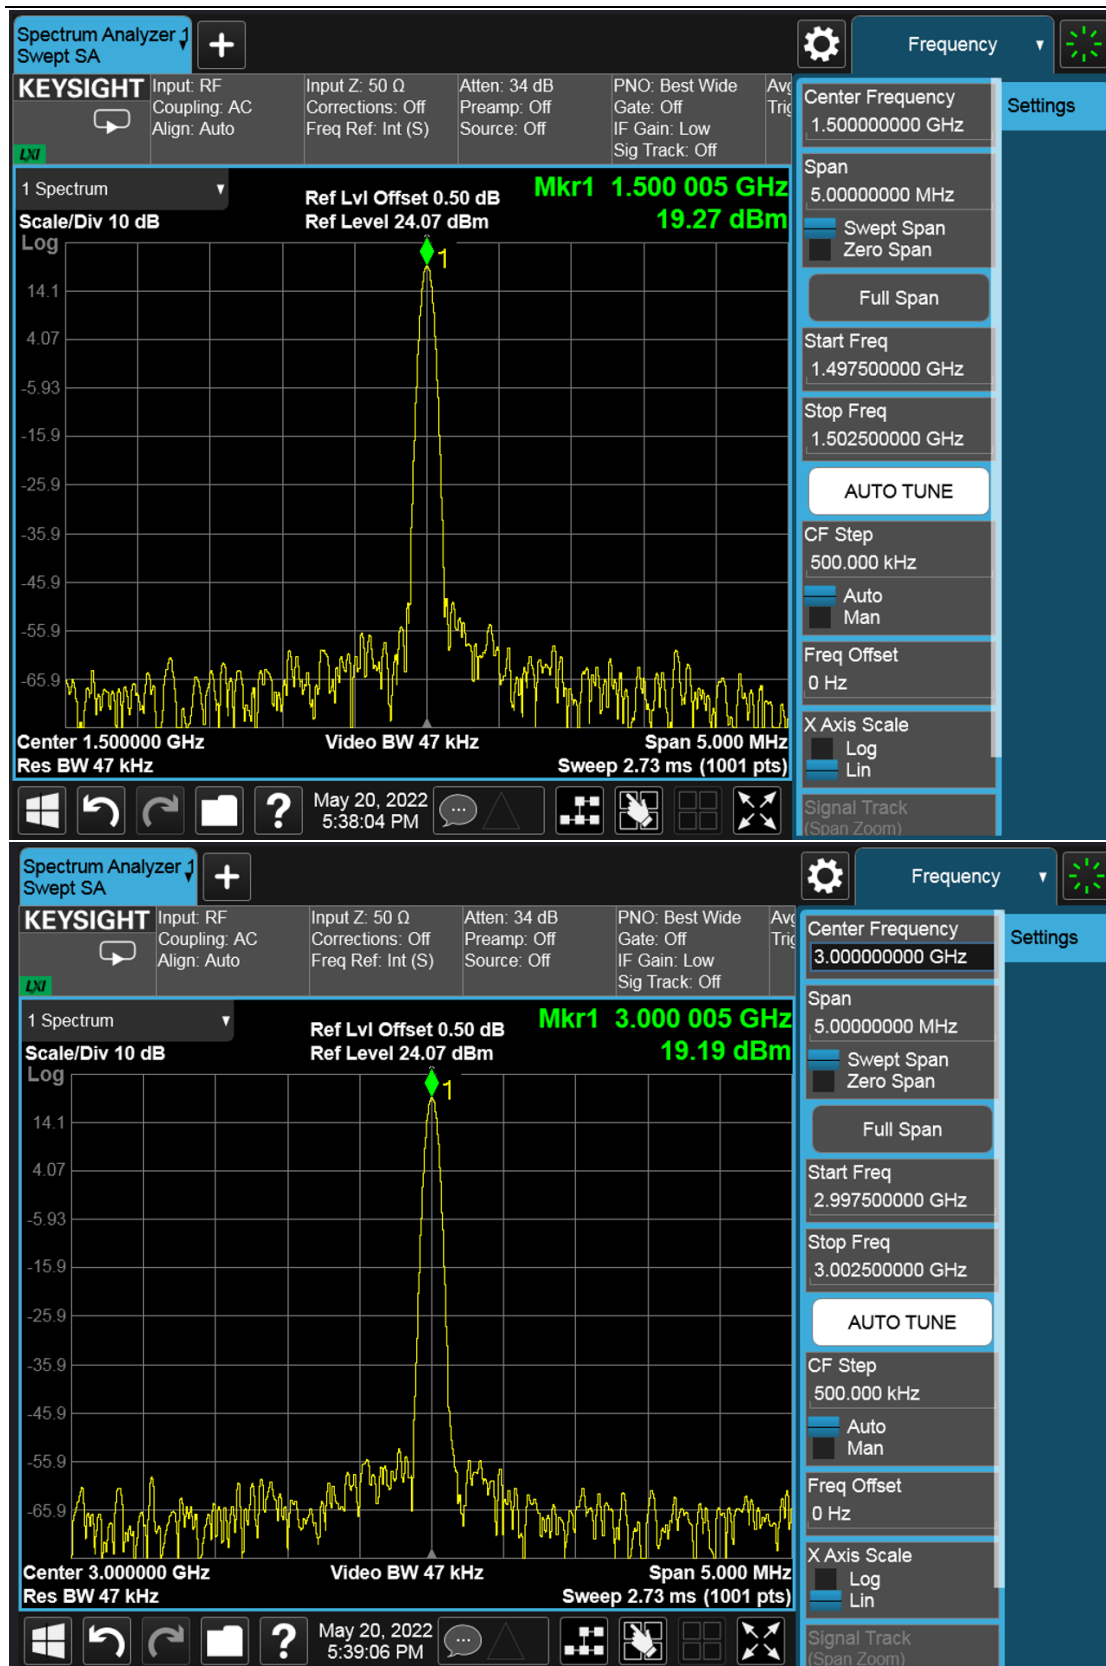 Spectrum Analyzer 1
Swept SA
Frequency
KEYSIGHT
LXI
Input: RF
Coupling: AC
Align: Auto
Input Z: 50 Ω
Corrections: Off
Freq Ref: Int (S)
Atten: 34 dB
Preamp: Off
Source: Off
PNO: Best Wide
Gate: Off
IF Gain: Low
Sig Track: Off
Avg
Trig
1 Spectrum
Scale/Div 10 dB
Log
Ref Lvl Offset 0.50 dB
Ref Level 24.07 dBm
Mkr1 1.500 005 GHz
19.27 dBm
1
14.1
4.07
-5.93
-15.9
-25.9
-35.9
-45.9
-55.9
-65.9
Center 1.500000 GHz
Video BW 47 kHz
Span 5.000 MHz
Res BW 47 kHz
Sweep 2.73 ms (1001 pts)
?
May 20, 2022
5:38:04 PM
Center Frequency
1.500000000 GHz
Settings
Span
5.00000000 MHz
Swept Span
Zero Span
Full Span
Start Freq
1.497500000 GHz
Stop Freq
1.502500000 GHz
AUTO TUNE
CF Step
500.000 kHz
Auto
Man
Freq Offset
0 Hz
X Axis Scale
Log
Lin
Signal Track
(Span Zoom)
Spectrum Analyzer 1
Swept SA
Frequency
KEYSIGHT
LXI
Input: RF
Coupling: AC
Align: Auto
Input Z: 50 Ω
Corrections: Off
Freq Ref: Int (S)
Atten: 34 dB
Preamp: Off
Source: Off
PNO: Best Wide
Gate: Off
IF Gain: Low
Sig Track: Off
Avg
Trig
1 Spectrum
Scale/Div 10 dB
Log
Ref Lvl Offset 0.50 dB
Ref Level 24.07 dBm
Mkr1 3.000 005 GHz
19.19 dBm
1
14.1
4.07
-5.93
-15.9
-25.9
-35.9
-45.9
-55.9
-65.9
Center 3.000000 GHz
Video BW 47 kHz
Span 5.000 MHz
Res BW 47 kHz
Sweep 2.73 ms (1001 pts)
?
May 20, 2022
5:39:06 PM
Center Frequency
3.000000000 GHz
Settings
Span
5.00000000 MHz
Swept Span
Zero Span
Full Span
Start Freq
2.997500000 GHz
Stop Freq
3.002500000 GHz
AUTO TUNE
CF Step
500.000 kHz
Auto
Man
Freq Offset
0 Hz
X Axis Scale
Log
Lin
Signal Track
(Span Zoom)